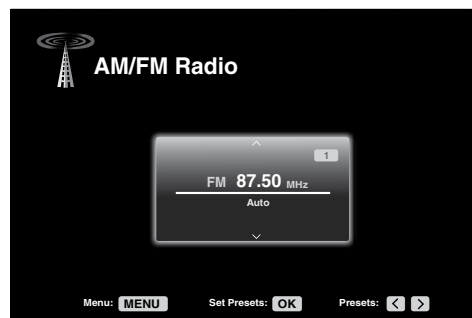 AM/FM Radio
1
FM 87.50 MHz
Auto
Menu: MENU Set Presets: OK Presets: < >